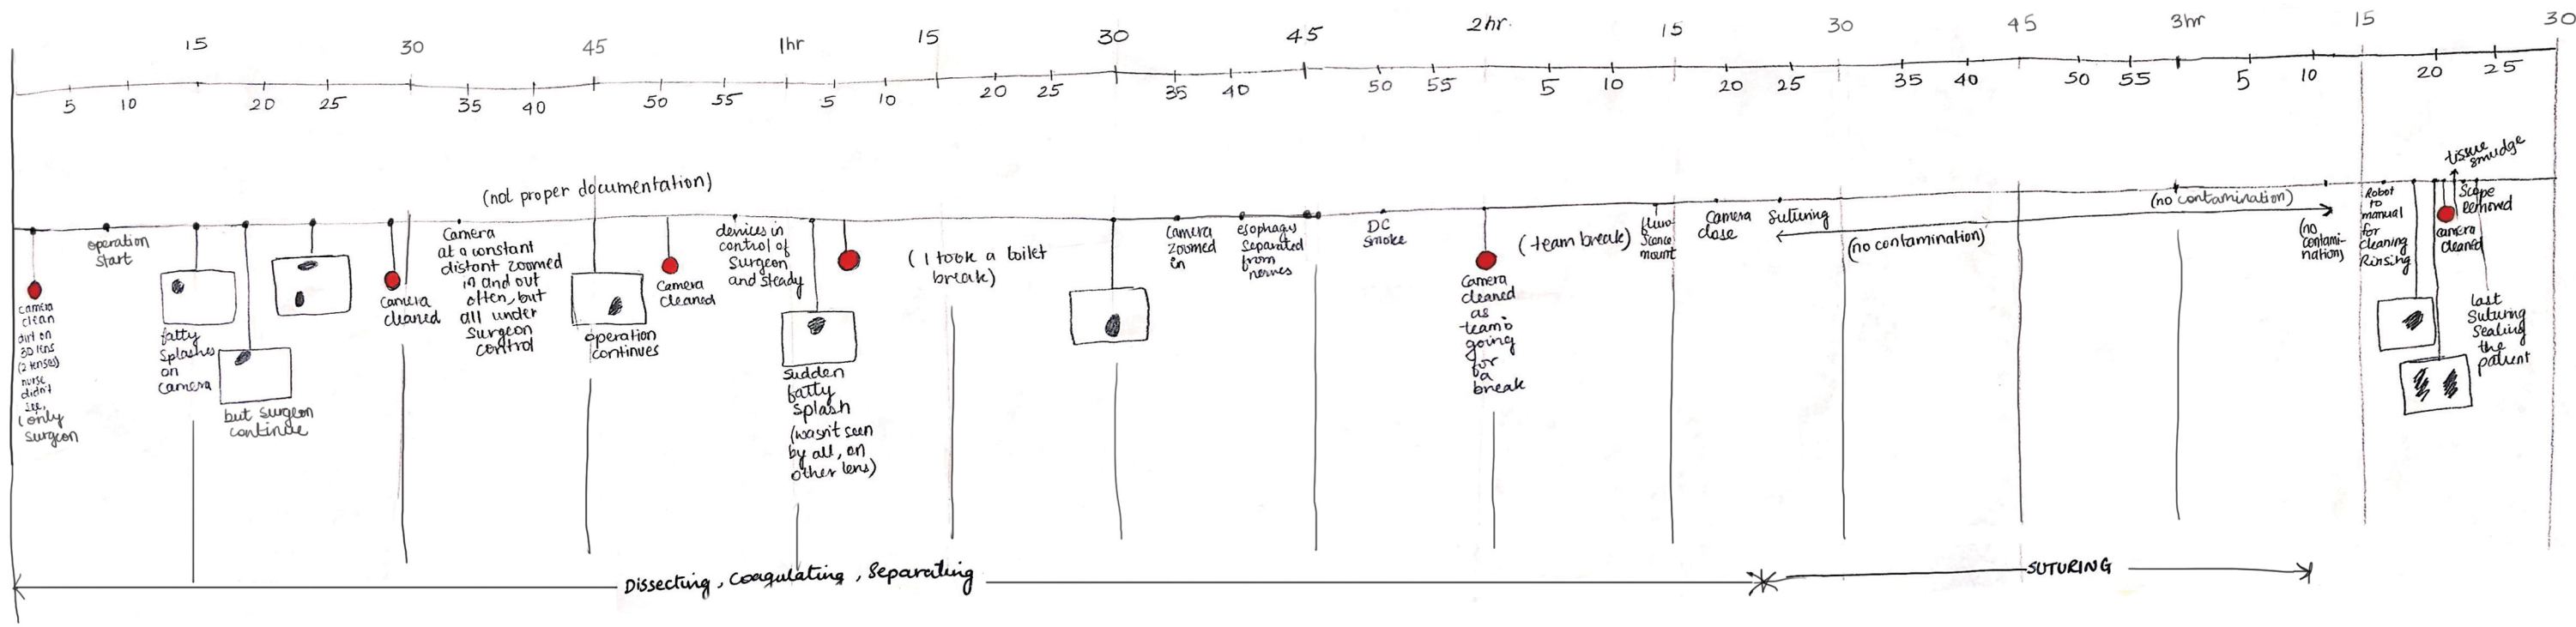 15
30
45
1hr
15
30
45
2hr.
15
30
45
3hr
15
30
5
10
20
25
35
40
50
55
5
10
20
25
35
40
50
55
5
10
20
25
35
40
50
55
5
10
20
25
camera
clean
dirt on
3D lens
(2 lenses)
nurse
didn't
see,
(only
surgeon
operation
start
fatty
splashes
on
camera
but surgeon
continue
camera
cleaned
(not proper documentation)
Camera
at a constant
distant zoomed
in and out
often, but
all under
surgeon
control
operation
continues
camera
cleaned
devices in
control of
surgeon
and steady
sudden
fatty
splash
(wasn't seen
by all, on
other lens)
(I took a toilet
break)
camera
zoomed
in
esophagus
separated
from
nerves
DC
smoke
camera
cleaned
as
team's
going
for
a
break
(team break)
mount
Camera
close
Suturing
(no contamination)
(no contamination)
(no
contami-
nation)
Robot
to
manual
for
cleaning
Rinsing
tissue
smudge
Scope
Removed
camera
cleaned
last
suturing
sealing
the
patient
Dissecting, Coagulating, Separating
SUTURING